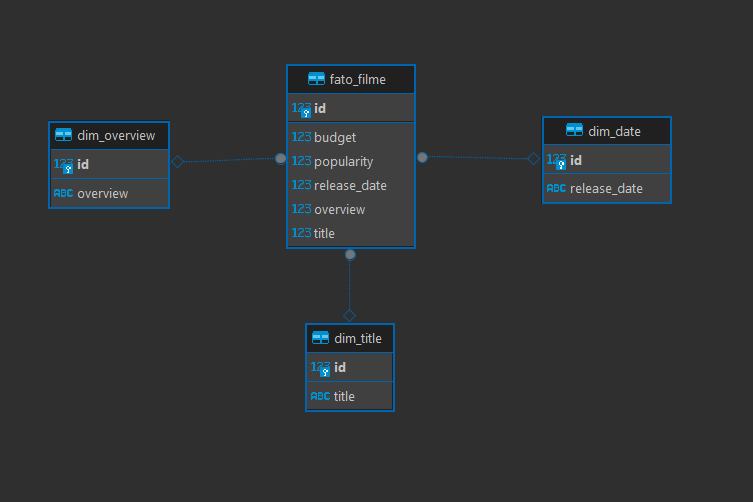 fato_filme
123 id
123 budget
123 popularity
123 release_date
123 overview
123 title
dim_overview
123 id
ABC overview
dim_date
123 id
ABC release_date
dim_title
123 id
ABC title